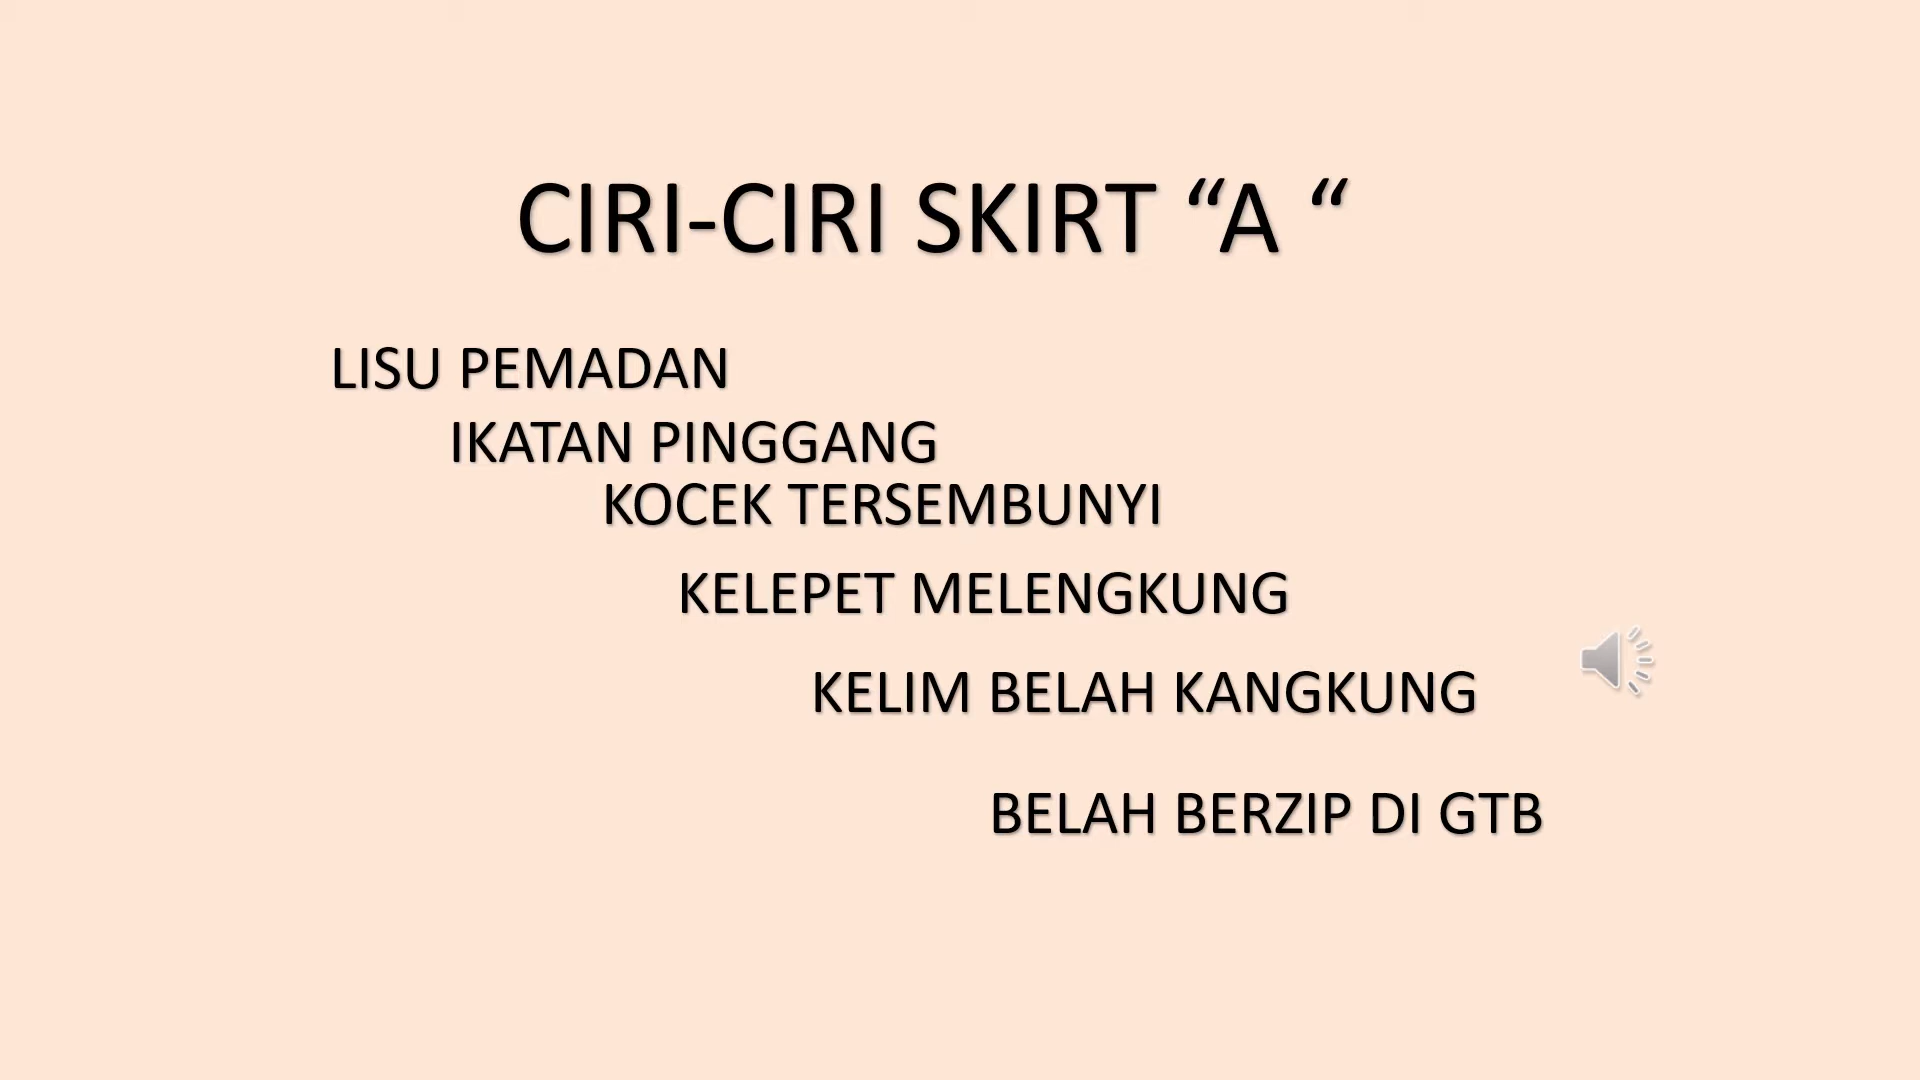 CIRI-CIRI SKIRT “A “
LISU PEMADAN
IKATAN PINGGANG
KOCEK TERSEMBUNYI
KELEPET MELENGKUNG
KELIM BELAH KANGKUNG
BELAH BERZIP DI GTB